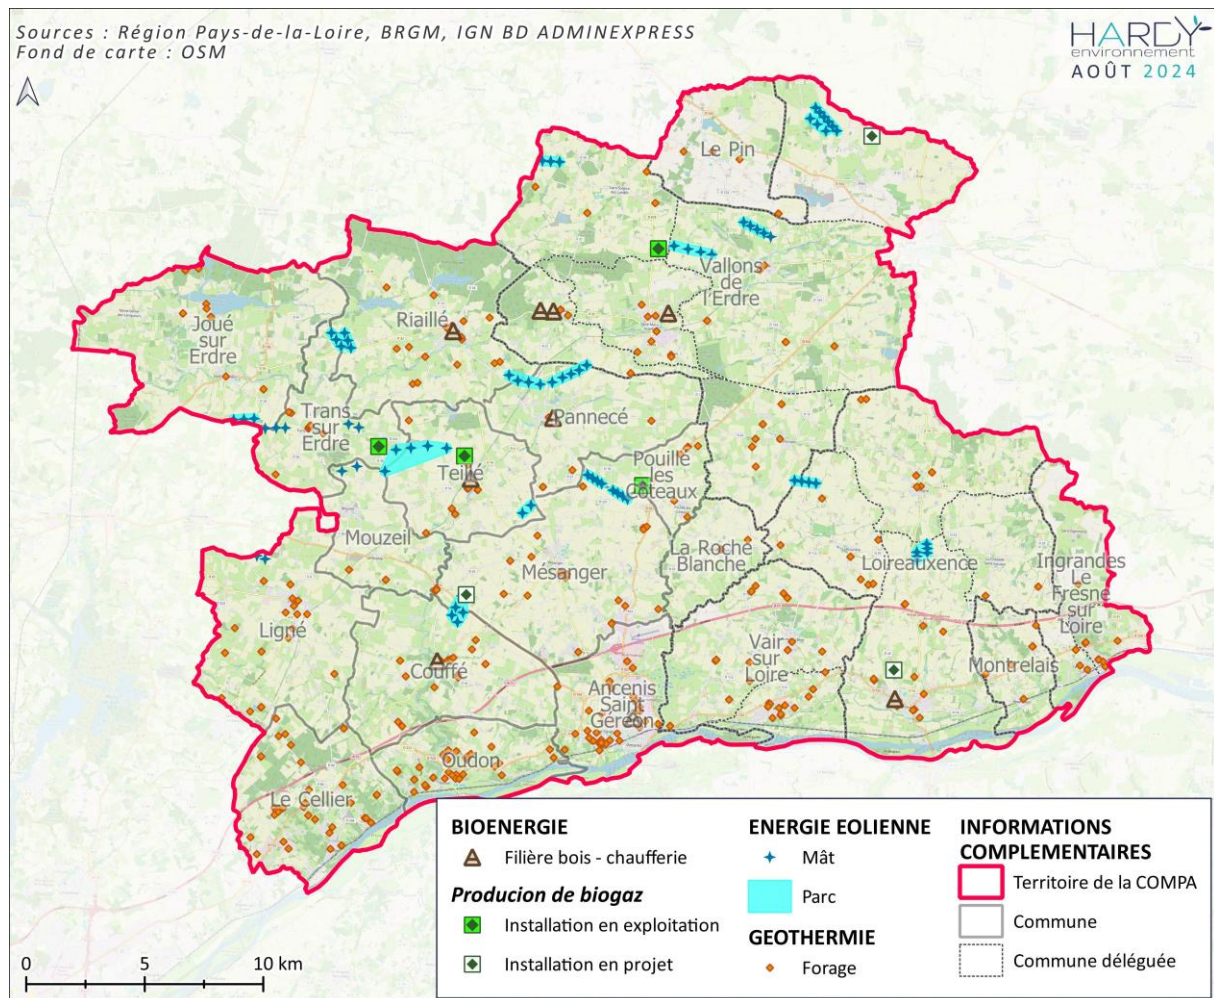 Sources : Région Pays-de-la-Loire, BRGM, IGN BD ADMINEXPRESS
Fond de carte : OSM
HARDY
environnement
AOÛT 2024
Le Pin
Vallons
de
l'Erdre
Joué
sur
Erdre
Riaillé
Trans
sur
Erdre
Pannecé
Teillé
Pouillé
les
Côteaux
Mouzeil
Mésanger
La Roche
Blanche
Loireauxence
Ingrandes
Le
Fresne
sur
Loire
Ligné
Couffé
Vair
sur
Loire
Montrelais
Ancenis
Saint
Géréon
Oudon
Le Cellier
BIOENERGIE
Filière bois - chaufferie
Producion de biogaz
Installation en exploitation
Installation en projet
ENERGIE EOLIENNE
Mât
Parc
GEOTHERMIE
Forage
INFORMATIONS
COMPLEMENTAIRES
Territoire de la COMPA
Commune
Commune déléguée
0 5 10 km